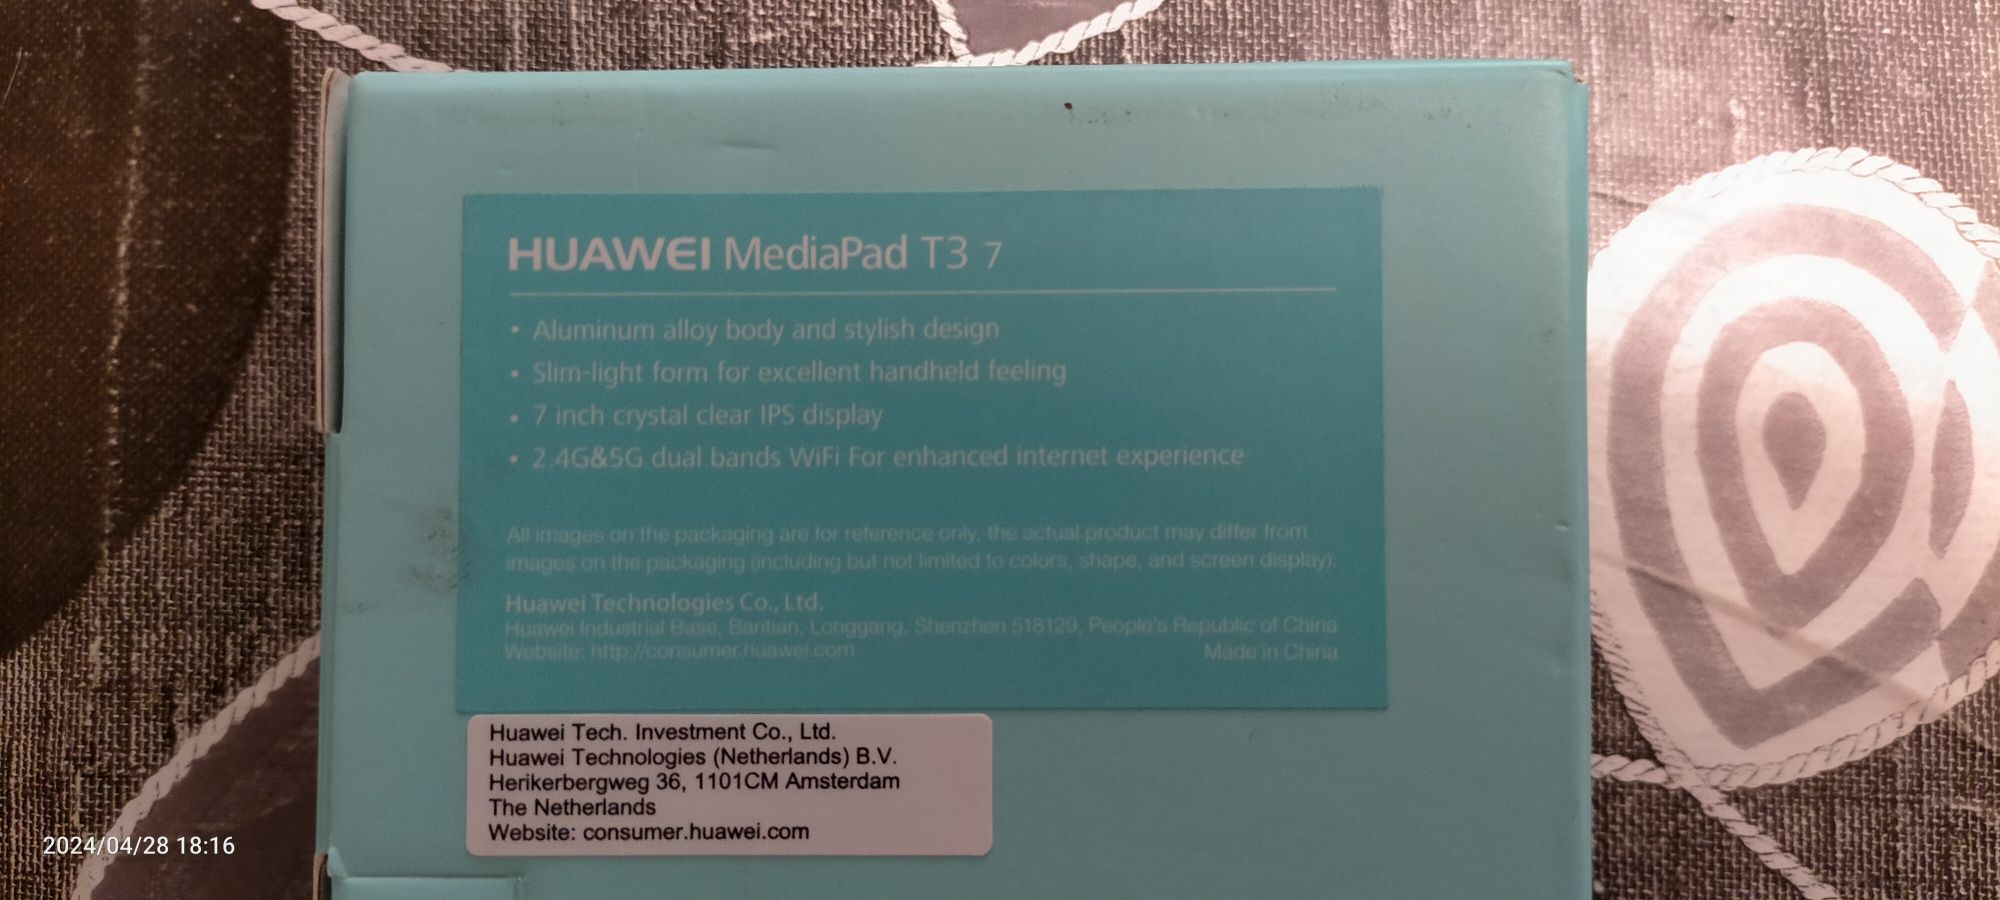 HUAWEI MediaPad T3 7
• Aluminum alloy body and stylish design
• Slim-light form for excellent handheld feeling
• 7 inch crystal clear IPS display
• 2.4G&5G dual bands WiFi For enhanced internet experience
All images on the packaging are for reference only, the actual product may differ from
images on the packaging (including but not limited to colors, shape, and screen display).
Huawei Technologies Co., Ltd.
Huawei Industrial Base, Bantian, Longgang, Shenzhen 518129, People's Republic of China
Website: http://consumer.huawei.com Made in China
Huawei Tech. Investment Co., Ltd.
Huawei Technologies (Netherlands) B.V.
Herikerbergweg 36, 1101CM Amsterdam
The Netherlands
Website: consumer.huawei.com
2024/04/28 18:16